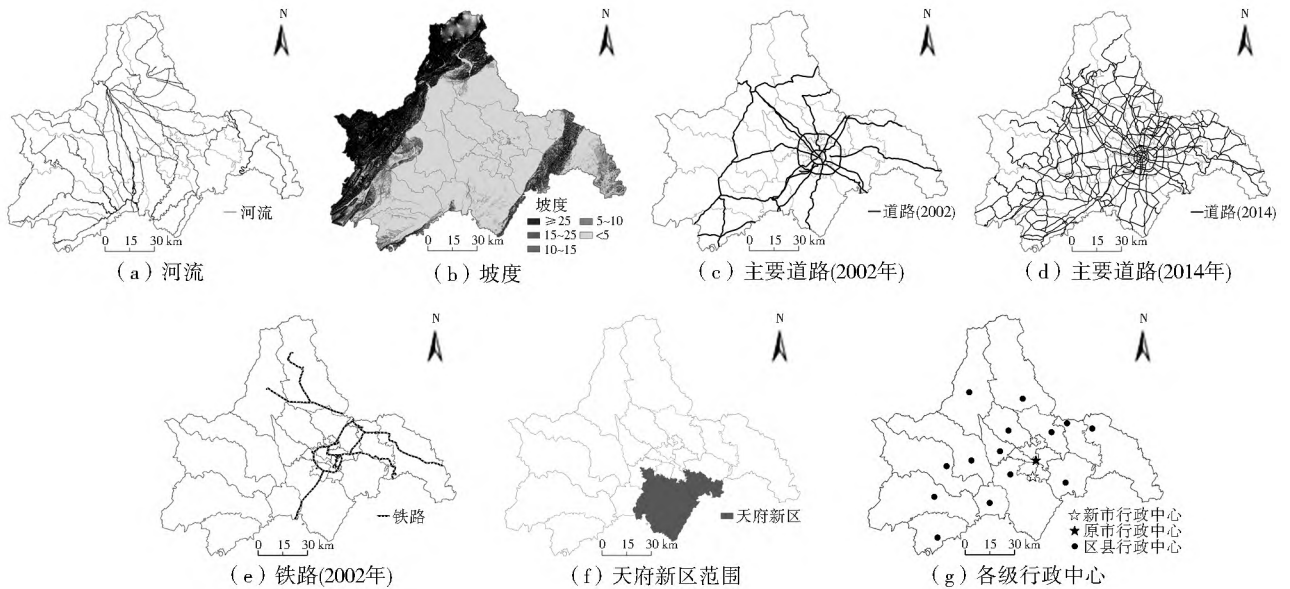 N
N
N
N
河流
0 15 30 km
(a)河流
坡度
≥25
5~10
15~25
<5
10~15
0 15 30 km
(b)坡度
道路(2002)
0 15 30 km
(c)主要道路(2002年)
道路(2014)
0 15 30 km
(d)主要道路(2014年)
N
N
N
铁路
0 15 30 km
(e)铁路(2002年)
天府新区
0 15 30 km
(f)天府新区范围
新市行政中心
原市行政中心
区县行政中心
0 15 30 km
(g)各级行政中心